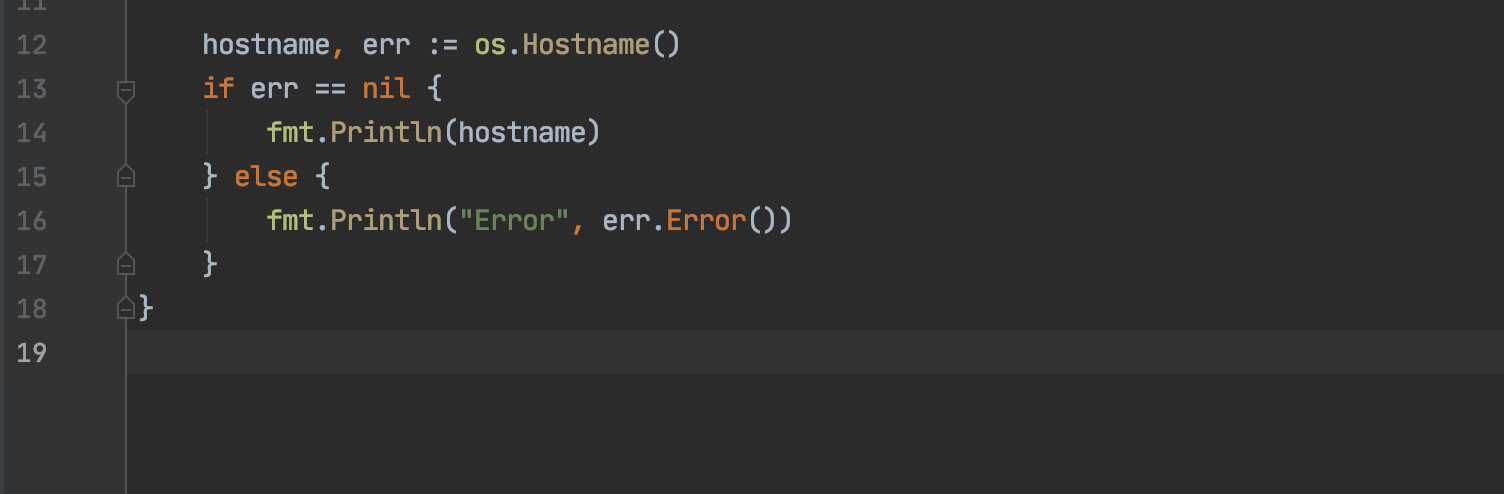 11
12 hostname, err := os.Hostname()
13 if err == nil {
14 fmt.Println(hostname)
15 } else {
16 fmt.Println("Error", err.Error())
17 }
18 }
19